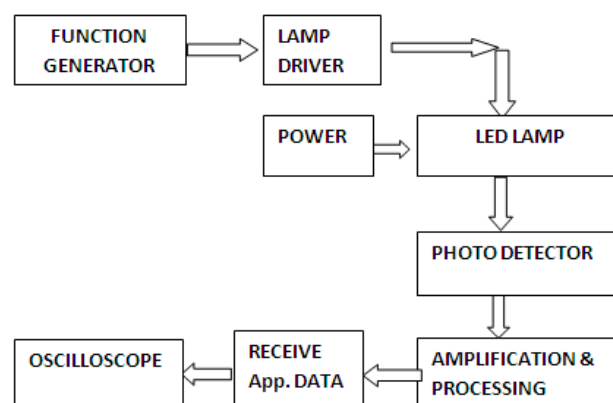 FUNCTION
GENERATOR
LAMP
DRIVER
POWER
LED LAMP
PHOTO DETECTOR
OSCILLOSCOPE
RECEIVE
App. DATA
AMPLIFICATION &
PROCESSING